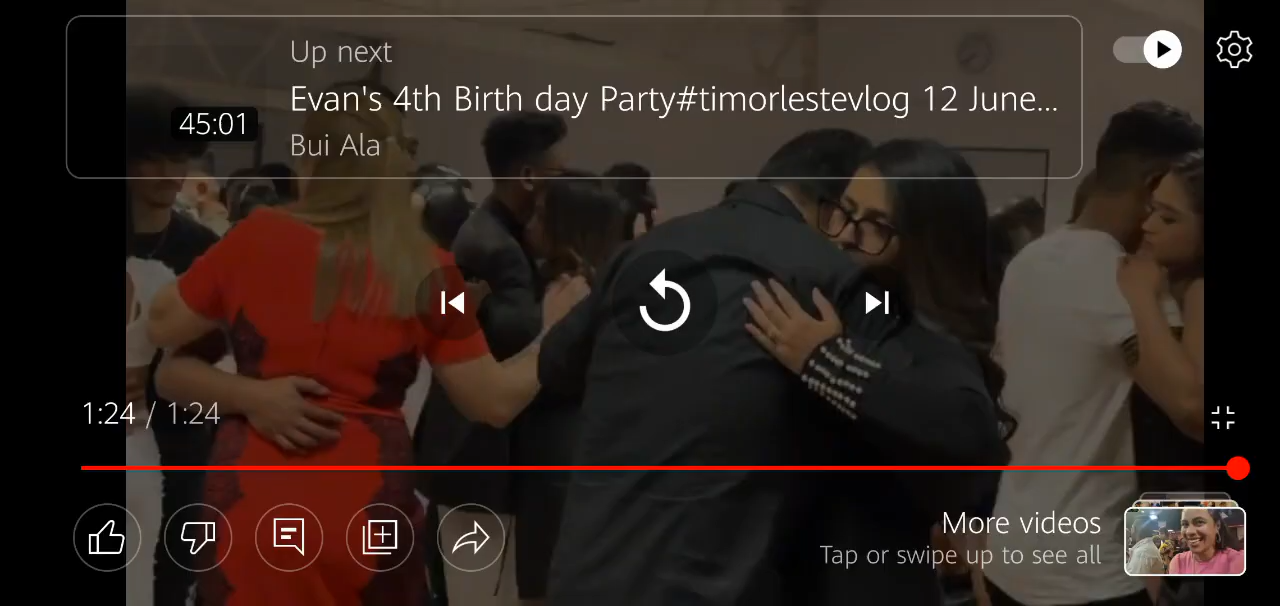 Up next
Evan's 4th Birth day Party#timorlestevlog 12 June...
45:01
Bui Ala
1:24 / 1:24
More videos
Tap or swipe up to see all